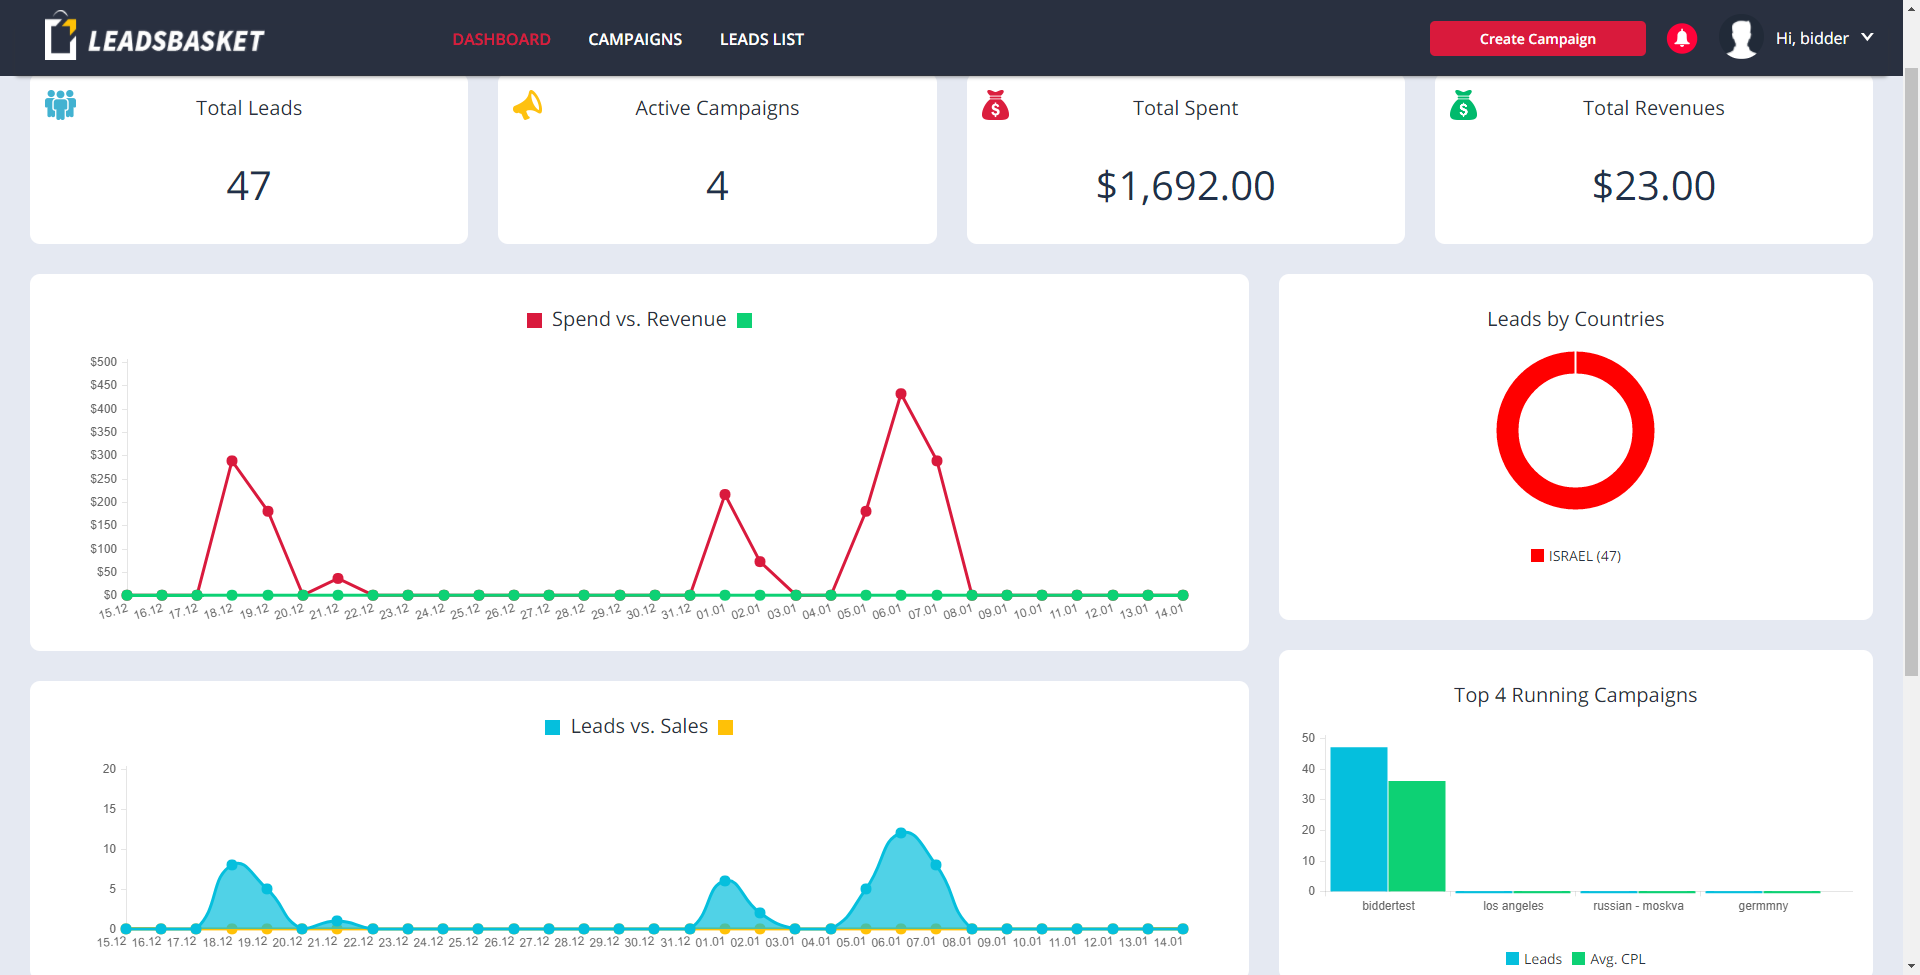 LEADSBASKET
DASHBOARD CAMPAIGNS LEADS LIST
Create Campaign
Hi, bidder
Total Leads
47
Active Campaigns
4
Total Spent
$1,692.00
Total Revenues
$23.00
Spend vs. Revenue
$500
$450
$400
$350
$300
$250
$200
$150
$100
$50
$0
15.12 16.12 17.12 18.12 19.12 20.12 21.12 22.12 23.12 24.12 25.12 26.12 27.12 28.12 29.12 30.12 31.12 01.01 02.01 03.01 04.01 05.01 06.01 07.01 08.01 09.01 10.01 11.01 12.01 13.01 14.01
Leads by Countries
ISRAEL (47)
Leads vs. Sales
20
15
10
5
0
15.12 16.12 17.12 18.12 19.12 20.12 21.12 22.12 23.12 24.12 25.12 26.12 27.12 28.12 29.12 30.12 31.12 01.01 02.01 03.01 04.01 05.01 06.01 07.01 08.01 09.01 10.01 11.01 12.01 13.01 14.01
Top 4 Running Campaigns
50
40
30
20
10
0
biddertest los angeles russian - moskva germmny
Leads Avg. CPL